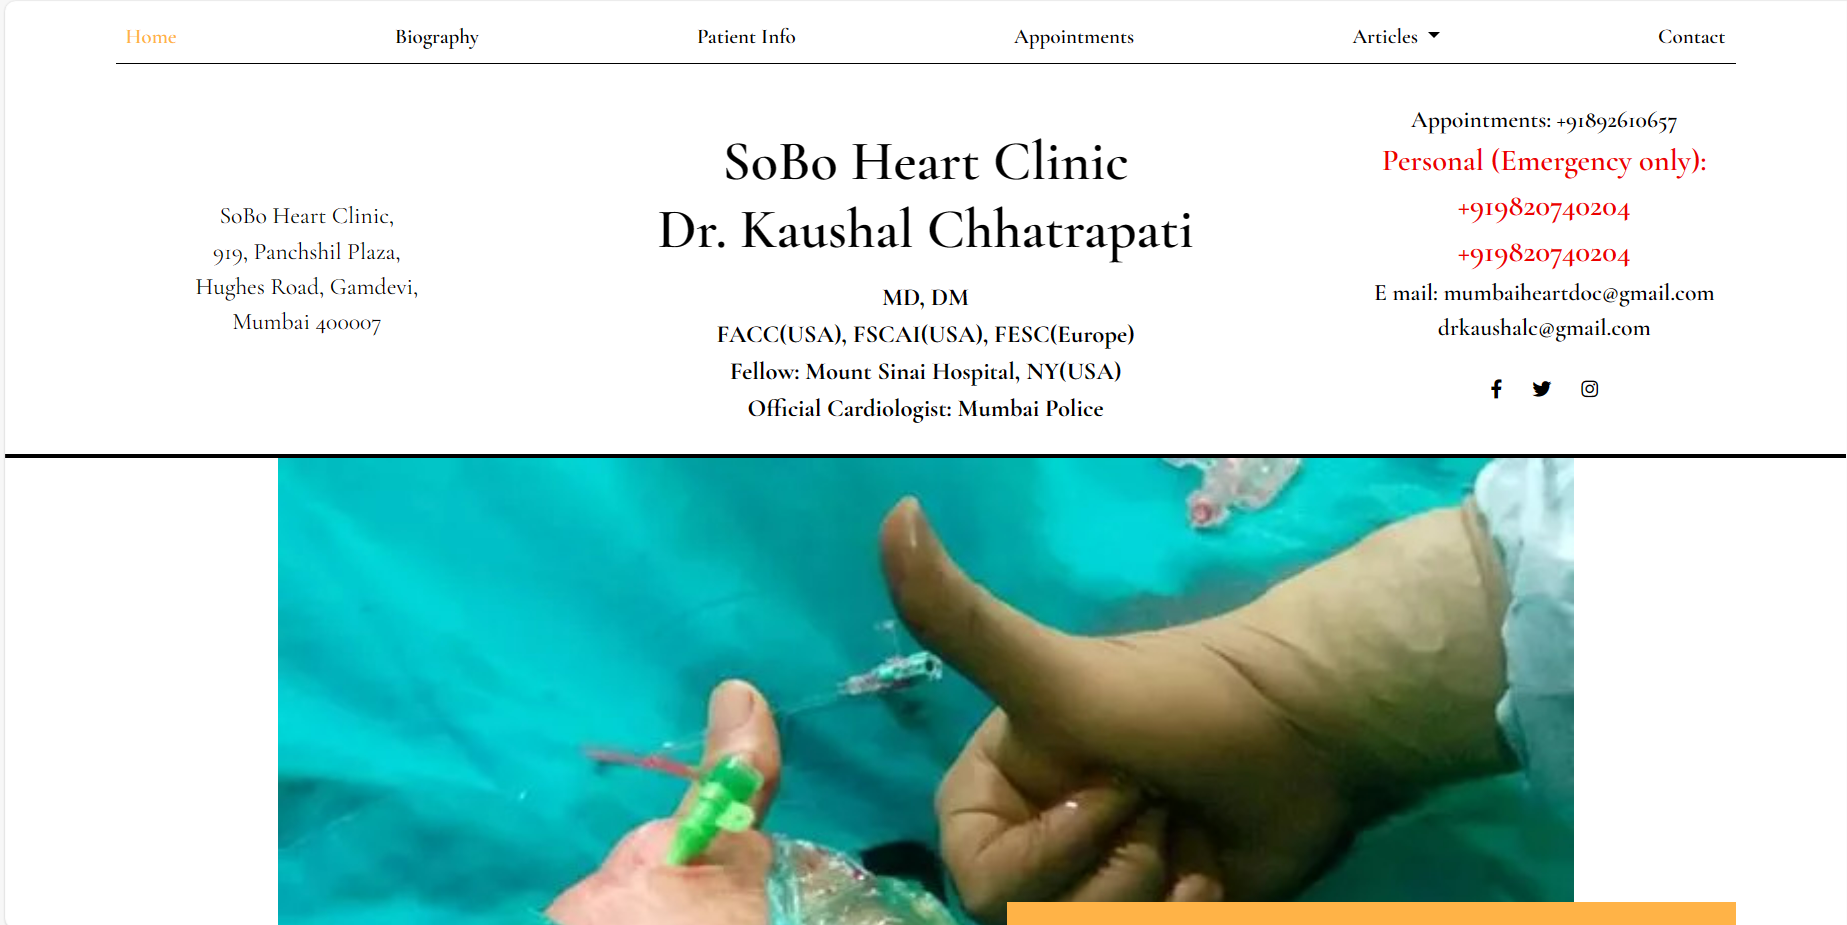 Home
Biography
Patient Info
Appointments
Articles
Contact
SoBo Heart Clinic,
919, Panchshil Plaza,
Hughes Road, Gamdevi,
Mumbai 400007
SoBo Heart Clinic
Dr. Kaushal Chhatrapati
MD, DM
FACC(USA), FSCAI(USA), FESC(Europe)
Fellow: Mount Sinai Hospital, NY(USA)
Official Cardiologist: Mumbai Police
Appointments: +91892610657
Personal (Emergency only):
+919820740204
+919820740204
E mail: mumbaiheartdoc@gmail.com
drkaushalc@gmail.com